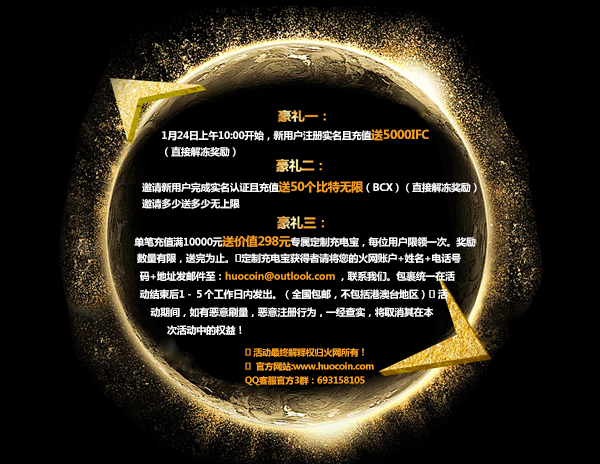 豪礼一：
1月24日上午10:00开始，新用户注册实名且充值送5000IFC
（直接解冻奖励）
豪礼二：
邀请新用户完成实名认证且充值送50个比特无限（BCX）（直接解冻奖励）
邀请多少送多少无上限
豪礼三：
单笔充值满10000元送价值298元专属定制充电宝，每位用户限领一次。奖励
数量有限，送完为止。定制充电宝获得者请将您的火网账户+姓名+电话号
码+地址发邮件至：huocoin@outlook.com ，联系我们。包裹统一在活
动结束后1－５个工作日内发出。（全国包邮，不包括港澳台地区）活
动期间，如有恶意刷量，恶意注册行为，一经查实，将取消其在本
次活动中的权益！
活动最终解释权归火网所有！
官方网站:www.huocoin.com
QQ客服官方3群：693158105